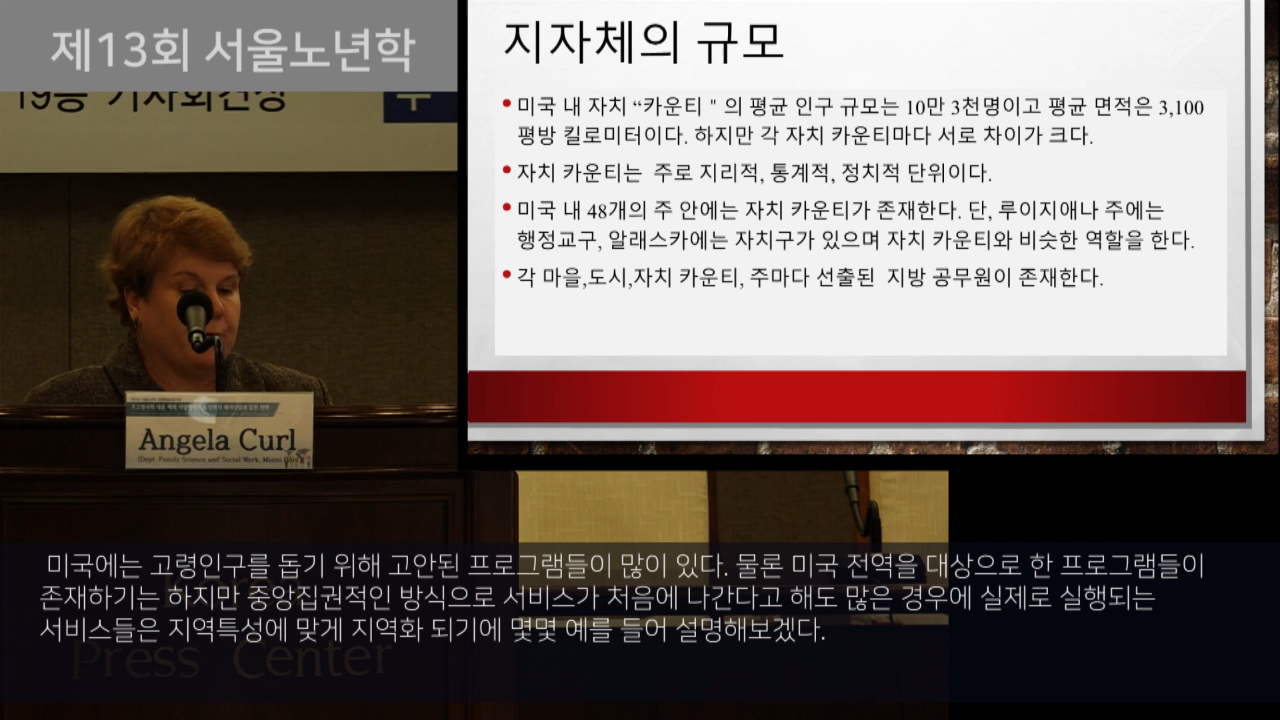 제13회 서울노년학
지자체의 규모
• 미국 내 자치 “카운티 " 의 평균 인구 규모는 10만 3천명이고 평균 면적은 3,100
평방 킬로미터이다. 하지만 각 자치 카운티마다 서로 차이가 크다.
• 자치 카운티는  주로 지리적, 통계적, 정치적 단위이다.
• 미국 내 48개의 주 안에는 자치 카운티가 존재한다. 단, 루이지애나 주에는
행정교구, 알래스카에는 자치구가 있으며 자치 카운티와 비슷한 역할을 한다.
• 각 마을,도시,자치 카운티, 주마다 선출된  지방 공무원이 존재한다.
Angela Curl
(Dept. Family Science and Social Work, Miami
미국에는 고령인구를 돕기 위해 고안된 프로그램들이 많이 있다. 물론 미국 전역을 대상으로 한 프로그램들이
존재하기는 하지만 중앙집권적인 방식으로 서비스가 처음에 나간다고 해도 많은 경우에 실제로 실행되는
서비스들은 지역특성에 맞게 지역화 되기에 몇몇 예를 들어 설명해보겠다.
Press Center